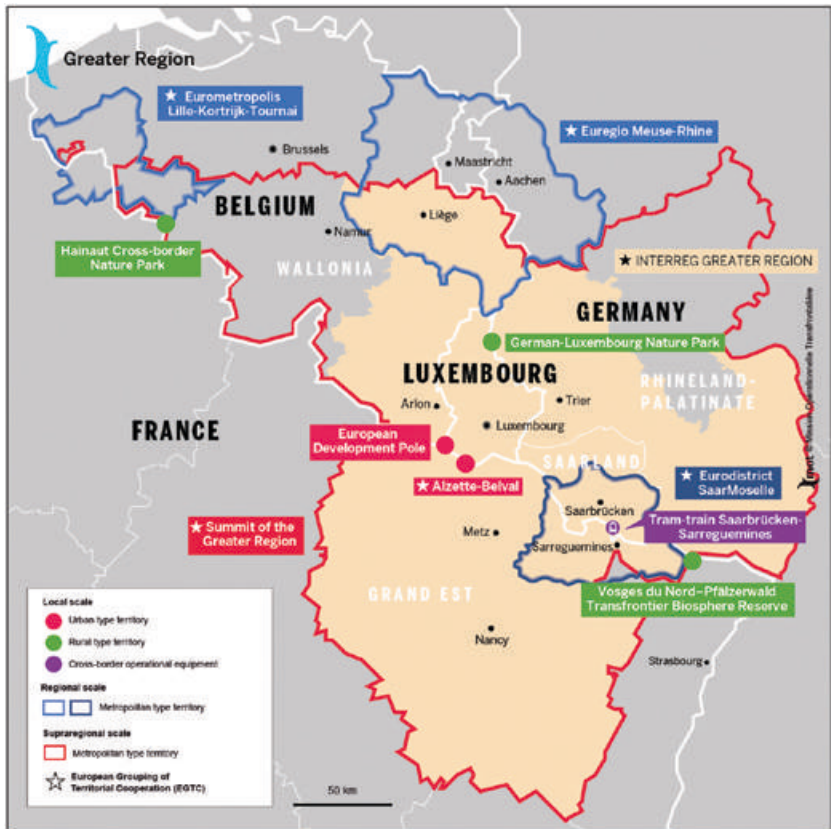 Greater Region
★ Eurometropolis
Lille-Kortrijk-Tournai
★ Euregio Meuse-Rhine
Brussels
Maastricht
Aachen
BELGIUM
Liège
Namur
Hainaut Cross-border
Nature Park
WALLONIA
★ INTERREG GREATER REGION
GERMANY
German-Luxembourg Nature Park
LUXEMBOURG
RHINELAND-
PALATINATE
Arlon
Trier
FRANCE
Luxembourg
European
Development Pole
SAARLAND
★ Alzette-Belval
★ Eurodistrict
SaarMoselle
Saarbrücken
★ Summit of the
Greater Region
Tram-train Saarbrücken-
Sarreguemines
Metz
Sarreguemines
Vosges du Nord–Pfälzerwald
Transfrontier Biosphere Reserve
GRAND EST
Nancy
Strasbourg
Local scale
Urban type territory
Rural type territory
Cross-border operational equipment
Regional scale
Metropolitan type territory
Supraregional scale
Metropolitan type territory
European Grouping of
Territorial Cooperation (EGTC)
50 km
mot © Mission Opérationnelle Transfrontalière